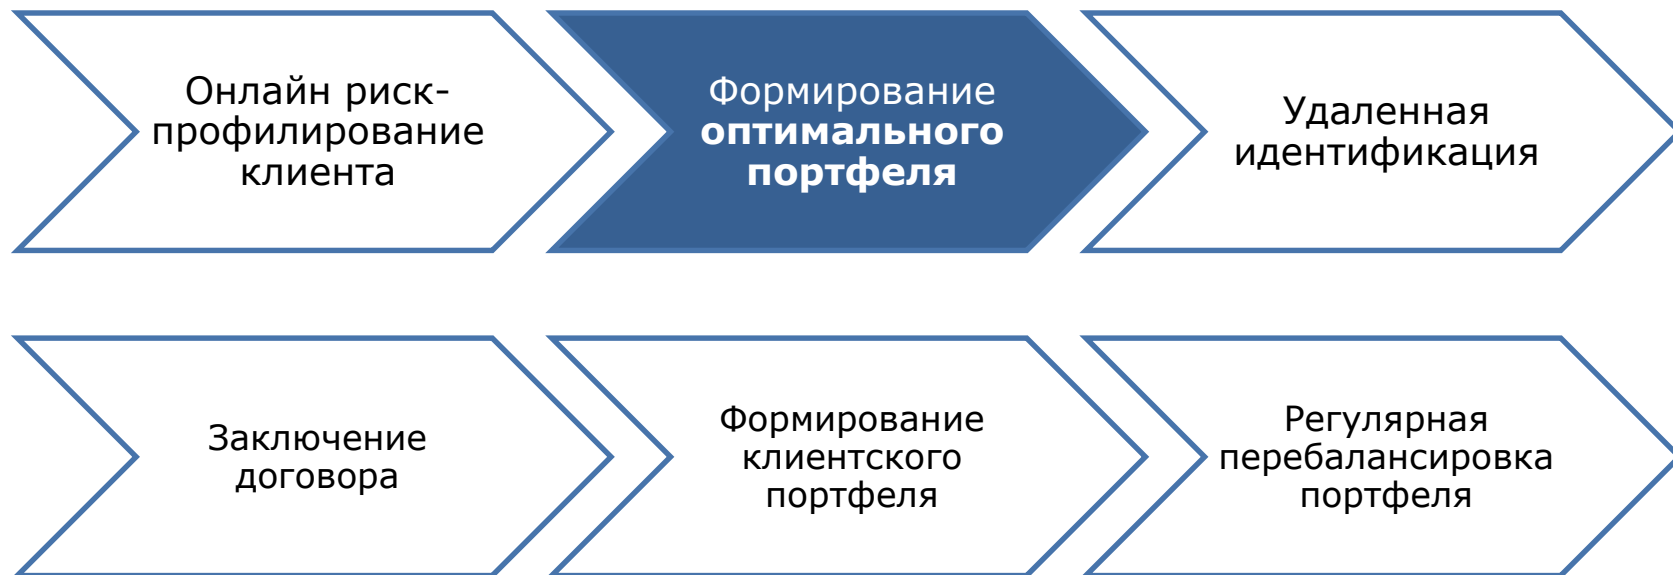 Онлайн риск-
профилирование
клиента
Формирование
оптимального
портфеля
Удаленная
идентификация
Заключение
договора
Формирование
клиентского
портфеля
Регулярная
перебалансировка
портфеля